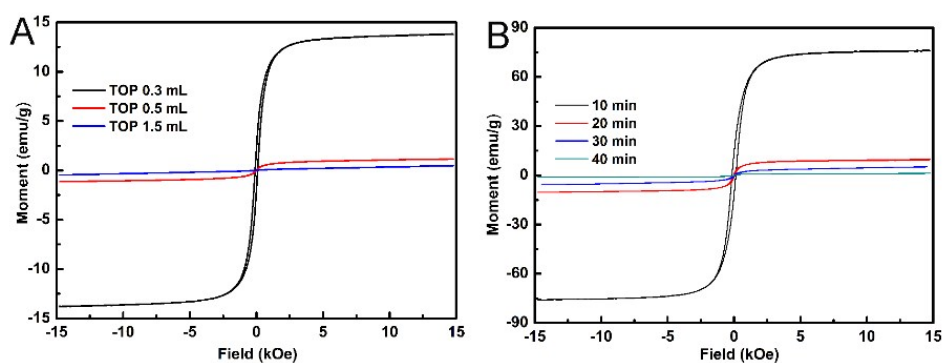 A
15
10
5
0
-5
-10
-15
Moment (emu/g)
TOP 0.3 mL
TOP 0.5 mL
TOP 1.5 mL
-15 -10 -5 0 5 10 15
Field (kOe)
B
90
60
30
0
-30
-60
-90
Moment (emu/g)
10 min
20 min
30 min
40 min
-15 -10 -5 0 5 10 15
Field (kOe)